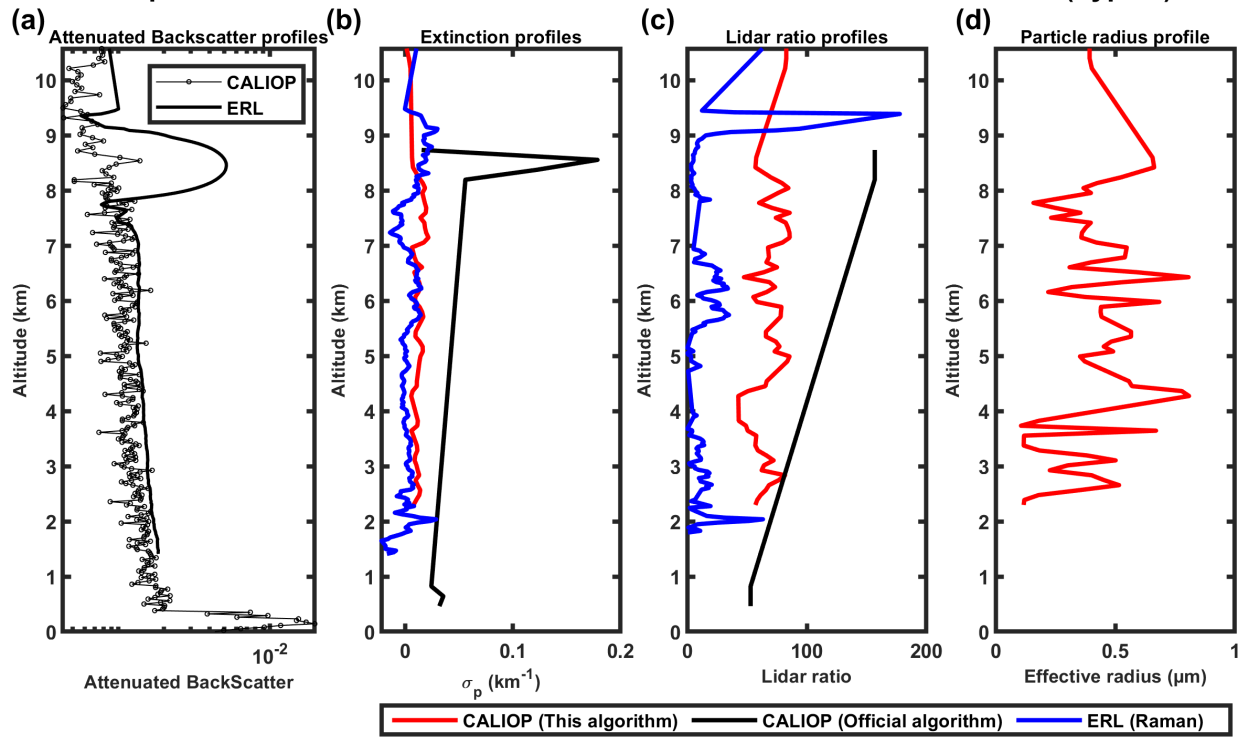 (a)
Attenuated Backscatter profiles
CALIOP
ERL
10
9
8
7
6
5
4
3
2
1
0
Altitude (km)
10⁻²
Attenuated BackScatter
(b)
Extinction profiles
10
9
8
7
6
5
4
3
2
1
0
Altitude (km)
0 0.1 0.2
σp (km⁻¹)
(c)
Lidar ratio profiles
10
9
8
7
6
5
4
3
2
1
0
Altitude (km)
0 100 200
Lidar ratio
(d)
Particle radius profile
10
9
8
7
6
5
4
3
2
1
0
Altitude (km)
0 0.5 1
Effective radius (μm)
CALIOP (This algorithm) CALIOP (Official algorithm) ERL (Raman)